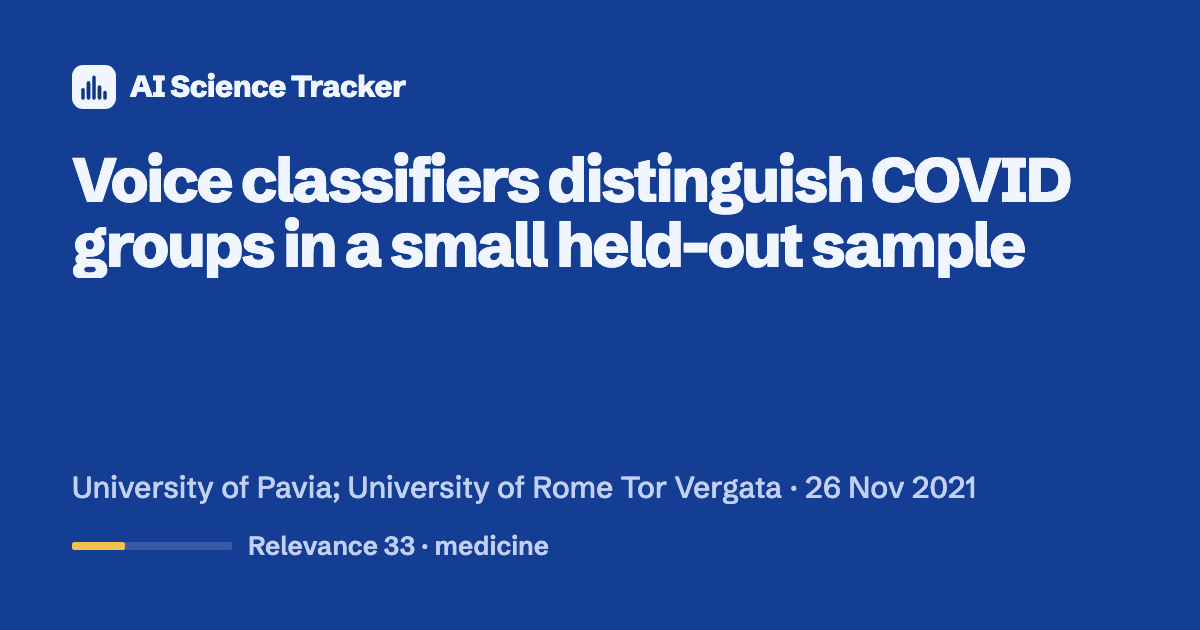 AI Science Tracker
Voice classifiers distinguish COVID
groups in a small held-out sample
University of Pavia; University of Rome Tor Vergata · 26 Nov 2021
Relevance 33 · medicine